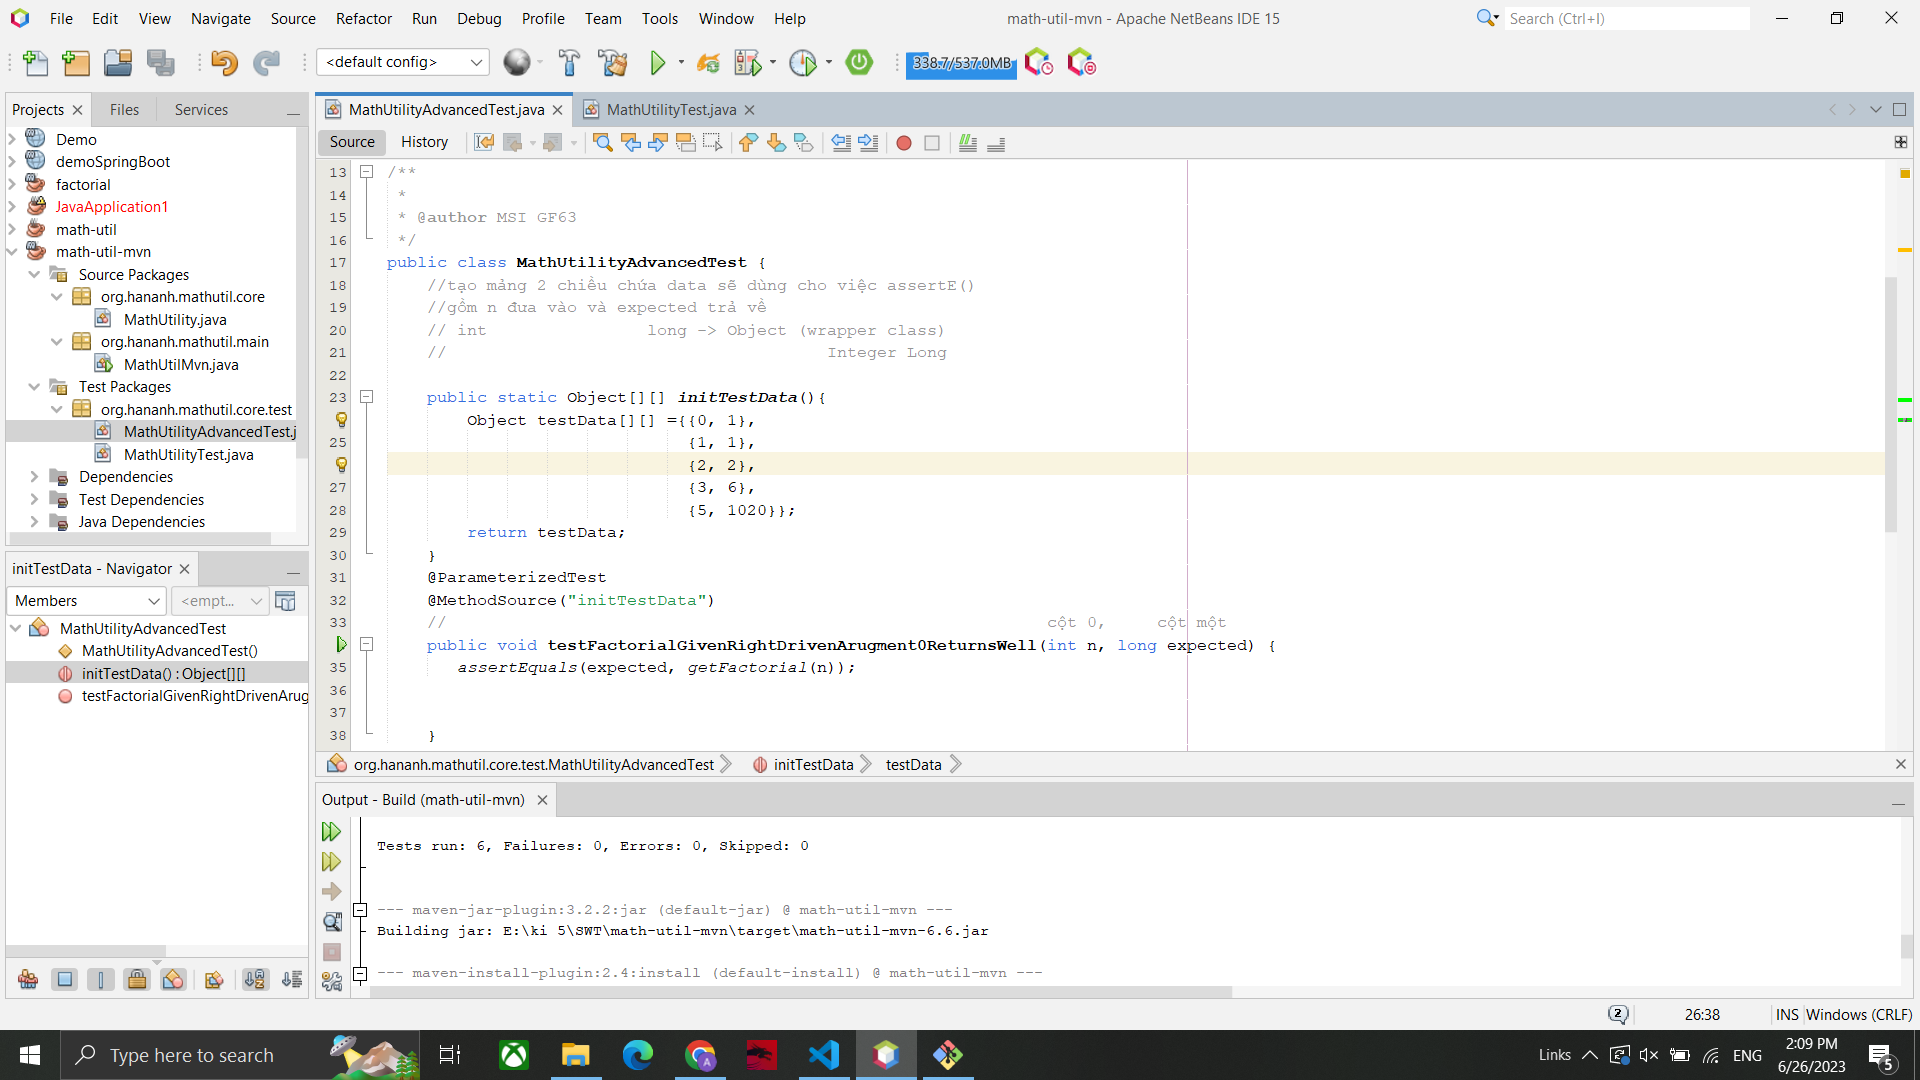 File Edit View Navigate Source Refactor Run Debug Profile Team Tools Window Help
math-util-mvn - Apache NetBeans IDE 15
Search (Ctrl+I)
<default config>
338.7/537.0MB
Projects Files Services
Demo
demoSpringBoot
factorial
JavaApplication1
math-util
math-util-mvn
Source Packages
org.hananh.mathutil.core
MathUtility.java
org.hananh.mathutil.main
MathUtilMvn.java
Test Packages
org.hananh.mathutil.core.test
MathUtilityAdvancedTest.j
MathUtilityTest.java
Dependencies
Test Dependencies
Java Dependencies
initTestData - Navigator
Members
<empt...
MathUtilityAdvancedTest
MathUtilityAdvancedTest()
initTestData() : Object[][]
testFactorialGivenRightDrivenArug
MathUtilityAdvancedTest.java MathUtilityTest.java
Source History
13 /**
14 *
15 * @author MSI GF63
16 */
17 public class MathUtilityAdvancedTest {
18 //tạo mảng 2 chiều chứa data sẽ dùng cho việc assertE()
19 //gồm n đưa vào và expected trả về
20 // int long -> Object (wrapper class)
21 // Integer Long
22
23 public static Object[][] initTestData(){
Object testData[][] ={{0, 1},
25 {1, 1},
{2, 2},
27 {3, 6},
28 {5, 1020}};
29 return testData;
30 }
31 @ParameterizedTest
32 @MethodSource("initTestData")
33 // cột 0, cột một
public void testFactorialGivenRightDrivenArugment0ReturnsWell(int n, long expected) {
35 assertEquals(expected, getFactorial(n));
36
37
38 }
org.hananh.mathutil.core.test.MathUtilityAdvancedTest initTestData testData
Output - Build (math-util-mvn)
Tests run: 6, Failures: 0, Errors: 0, Skipped: 0
--- maven-jar-plugin:3.2.2:jar (default-jar) @ math-util-mvn ---
Building jar: E:\ki 5\SWT\math-util-mvn\target\math-util-mvn-6.6.jar
--- maven-install-plugin:2.4:install (default-install) @ math-util-mvn ---
2
26:38
INS
Windows (CRLF)
Type here to search
A
Links
ENG
2:09 PM
6/26/2023
5